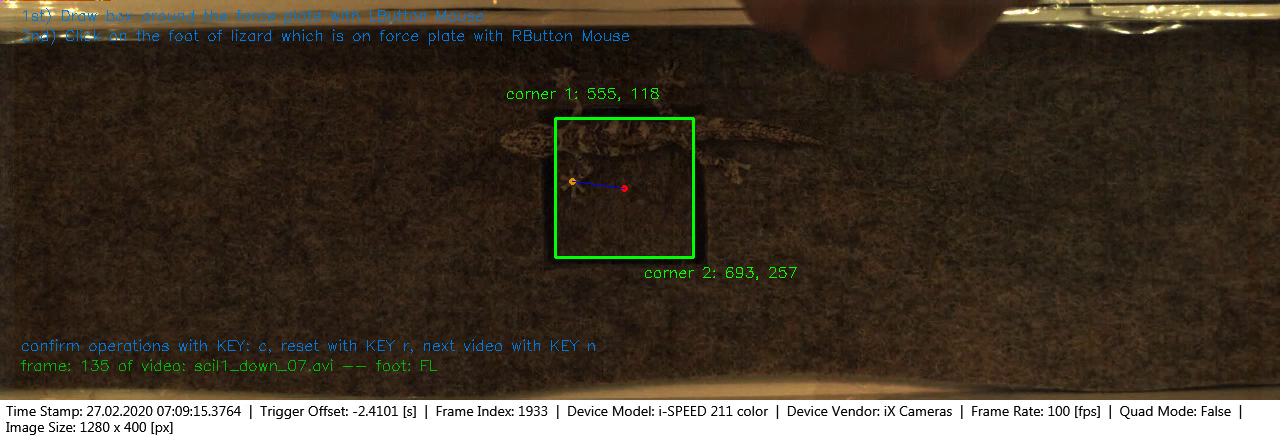 1st) Draw box around the force plate with LButton Mouse
2nd) Click on the foot of lizard which is on force plate with RButton Mouse
corner 1: 555, 118
corner 2: 693, 257
confirm operations with KEY: c, reset with KEY r, next video with KEY n
frame: 135 of video: scil1_down_07.avi -- foot: FL
Time Stamp: 27.02.2020 07:09:15.3764 | Trigger Offset: -2.4101 [s] | Frame Index: 1933 | Device Model: i-SPEED 211 color | Device Vendor: iX Cameras | Frame Rate: 100 [fps] | Quad Mode: False |
Image Size: 1280 x 400 [px]